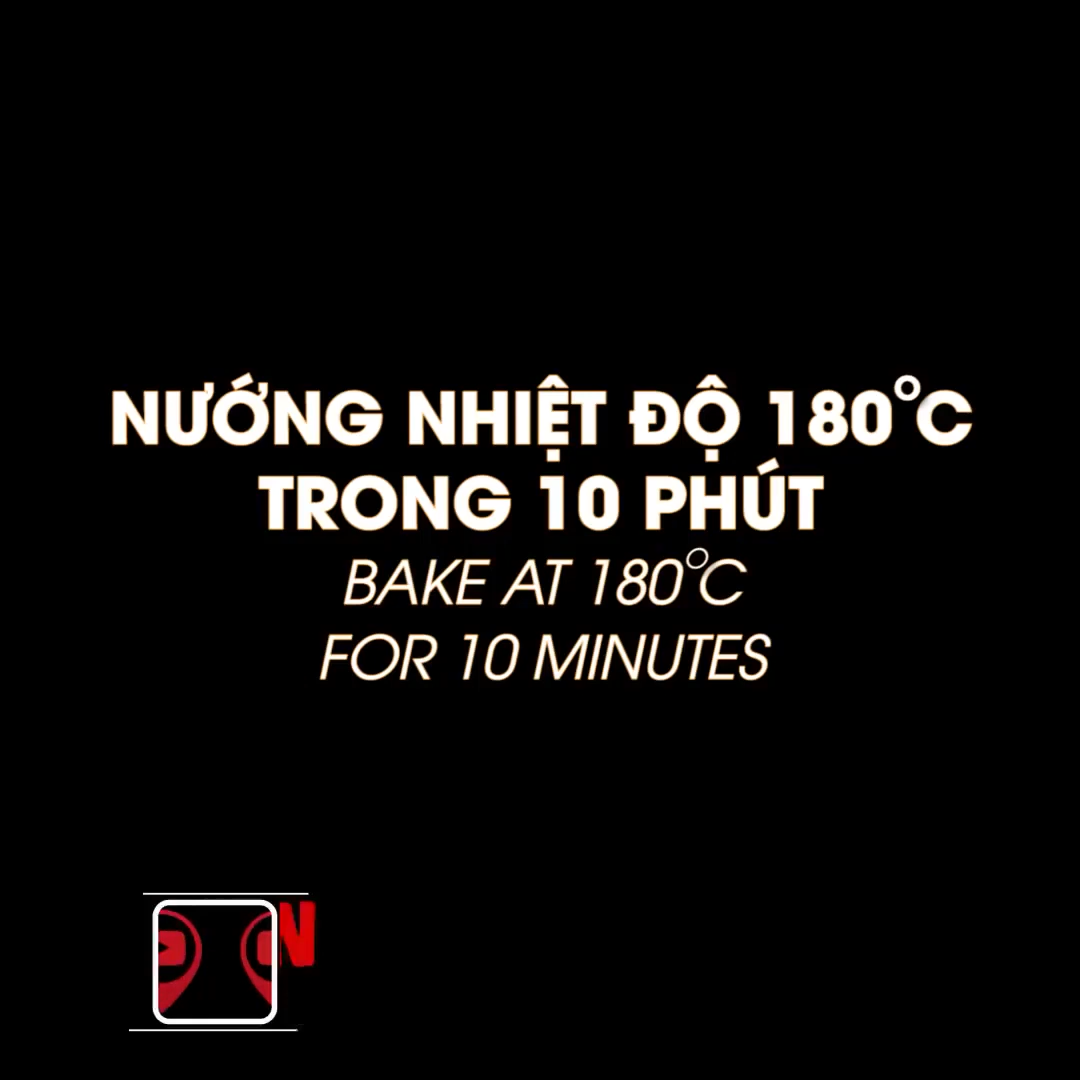 NƯỚNG NHIỆT ĐỘ 180°C
TRONG 10 PHÚT
BAKE AT 180°C
FOR 10 MINUTES
N